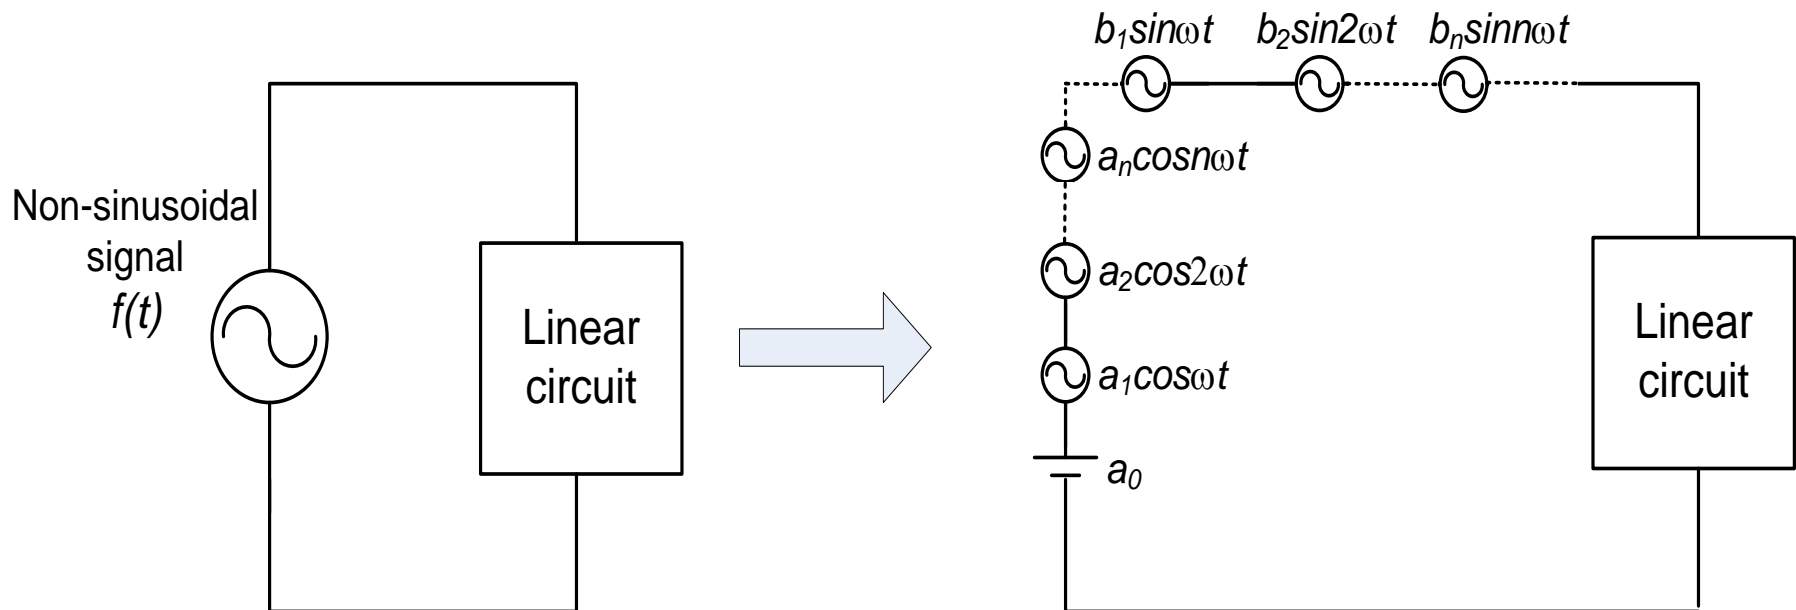 Non-sinusoidal
signal
f(t)
Linear
circuit
b₁sinωt
b₂sin2ωt
bₙsinnωt
aₙcosnωt
a₂cos2ωt
a₁cosωt
a₀
Linear
circuit